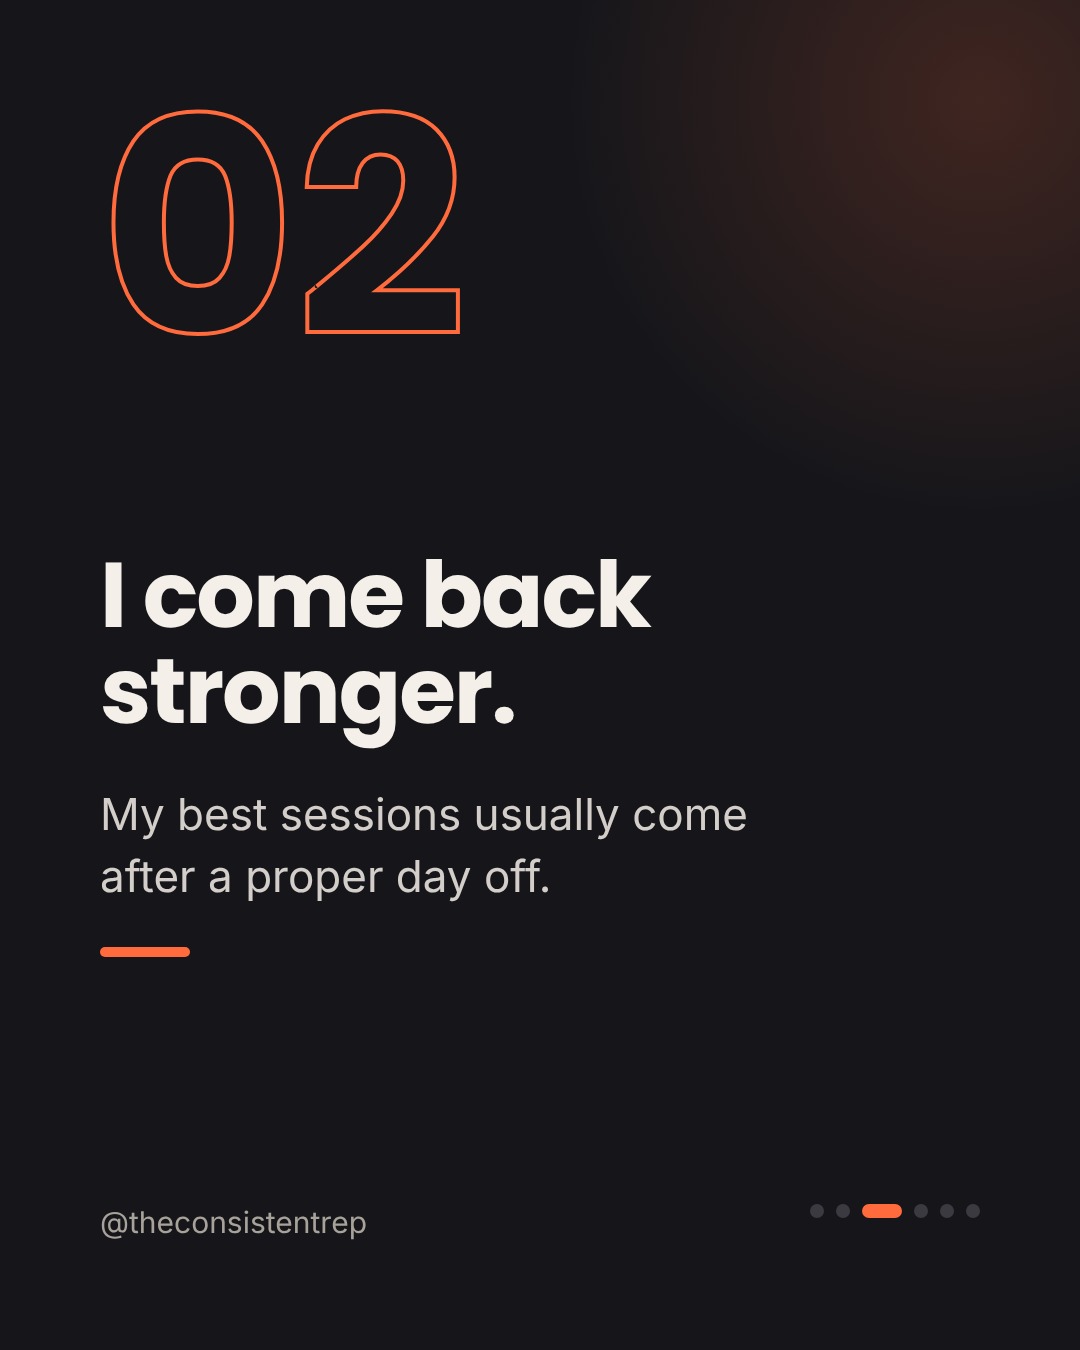 02
I come back
stronger.
My best sessions usually come
after a proper day off.
@theconsistentrep